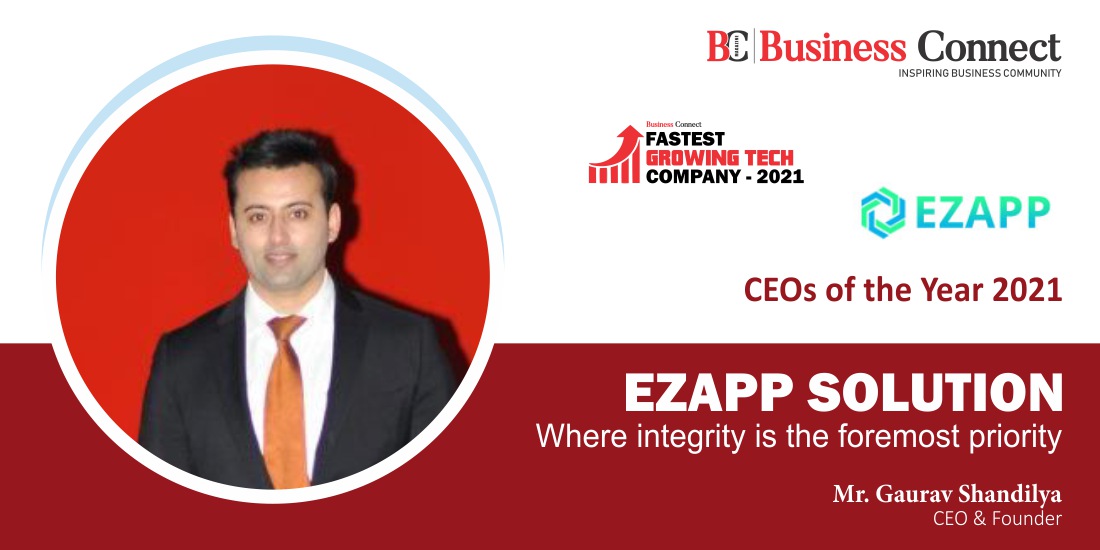 BC MAGAZINE Business Connect
INSPIRING BUSINESS COMMUNITY
Business Connect
FASTEST
GROWING TECH
COMPANY - 2021
EZAPP
CEOs of the Year 2021
EZAPP SOLUTION
Where integrity is the foremost priority
Mr. Gaurav Shandilya
CEO & Founder